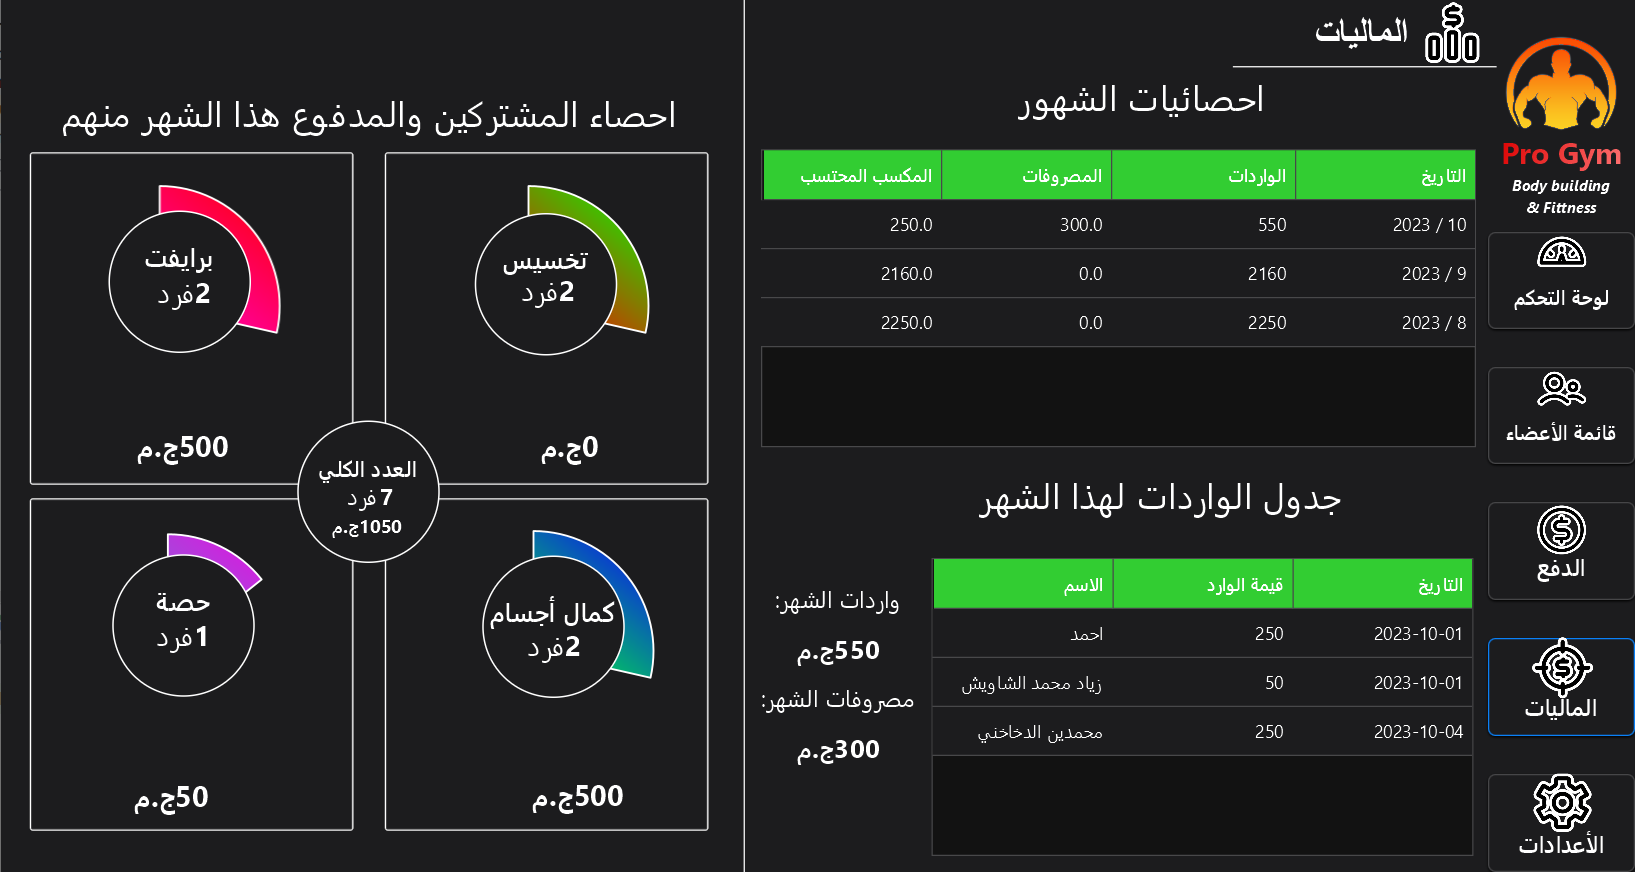 الماليات
Pro Gym
Body building
& Fittness
لوحة التحكم
قائمة الأعضاء
الدفع
الماليات
الأعدادات
احصائيات الشهور
التاريخ الواردات المصروفات المكسب المحتسب
2023 / 10 550 300.0 250.0
2023 / 9 2160 0.0 2160.0
2023 / 8 2250 0.0 2250.0
جدول الواردات لهذا الشهر
التاريخ قيمة الوارد الاسم
2023-10-01 250 احمد
2023-10-01 50 زياد محمد الشاويش
2023-10-04 250 محمدين الدخاخني
واردات الشهر:
550ج.م
مصروفات الشهر:
300ج.م
احصاء المشتركين والمدفوع هذا الشهر منهم
تخسيس
2فرد
0ج.م
برايفت
2فرد
500ج.م
العدد الكلي
7 فرد
1050ج.م
كمال أجسام
2فرد
500ج.م
حصة
1فرد
50ج.م